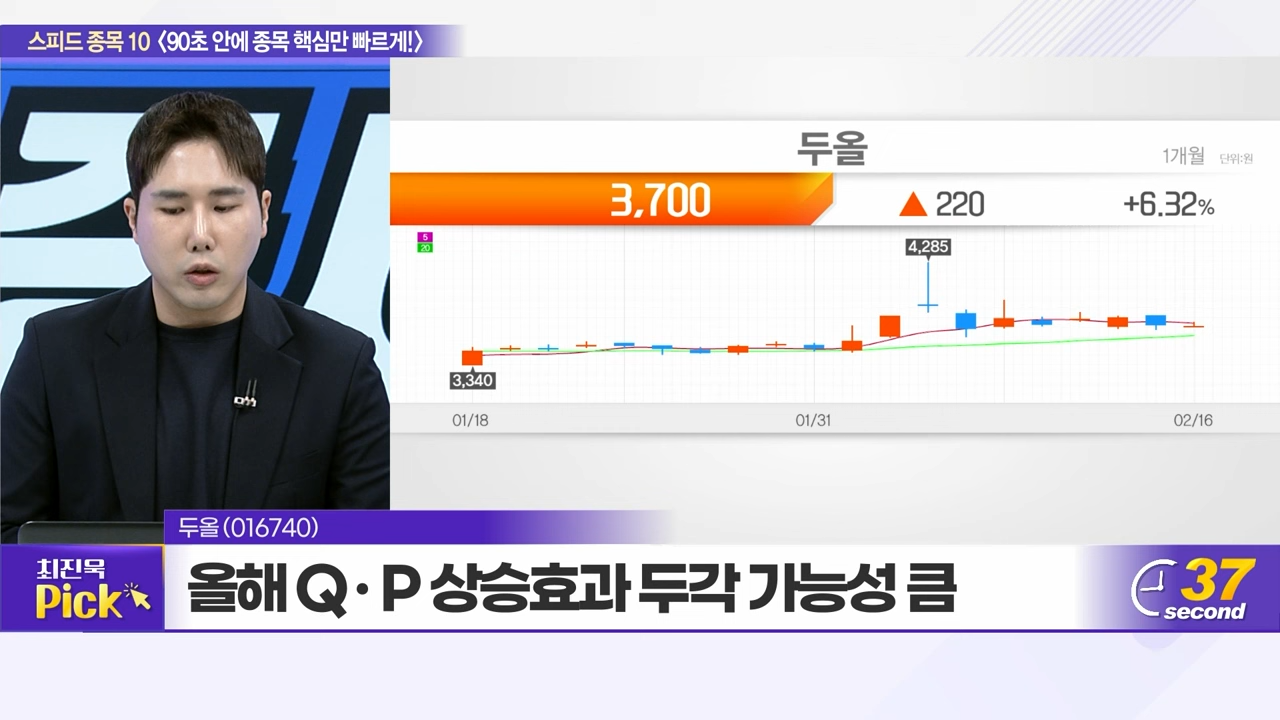 스피드 종목 10 〈90초 안에 종목 핵심만 빠르게!〉
두올
1개월 단위:원
3,700 ▲ 220 +6.32%
5
20
4,285
3,340
01/18 01/31 02/16
두올(016740)
최진욱
Pick
올해 Q·P 상승효과 두각 가능성 큼
37
second